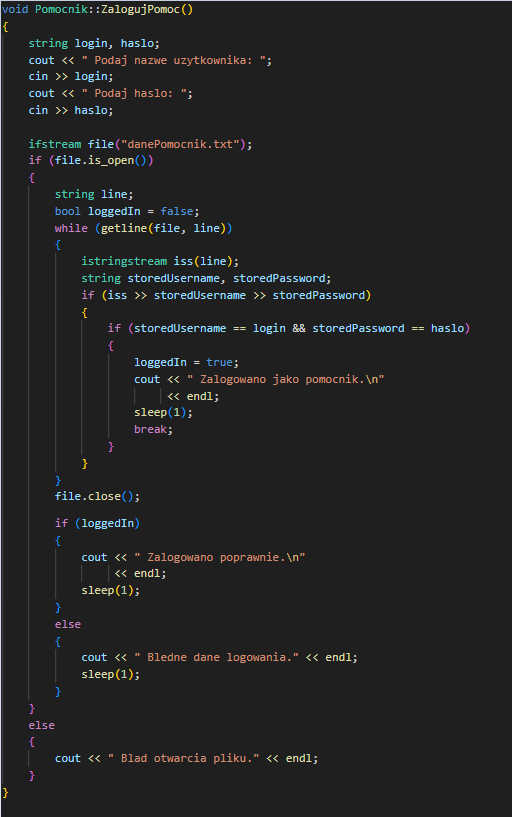 void Pomocnik::ZalogujPomoc()
{
    string login, haslo;
    cout << " Podaj nazwe uzytkownika: ";
    cin >> login;
    cout << " Podaj haslo: ";
    cin >> haslo;

    ifstream file("danePomocnik.txt");
    if (file.is_open())
    {
        string line;
        bool loggedIn = false;
        while (getline(file, line))
        {
            istringstream iss(line);
            string storedUsername, storedPassword;
            if (iss >> storedUsername >> storedPassword)
            {
                if (storedUsername == login && storedPassword == haslo)
                {
                    loggedIn = true;
                    cout << " Zalogowano jako pomocnik.\n"
                         << endl;
                    sleep(1);
                    break;
                }
            }
        }
        file.close();

        if (loggedIn)
        {
            cout << " Zalogowano poprawnie.\n"
                 << endl;
            sleep(1);
        }
        else
        {
            cout << " Bledne dane logowania." << endl;
            sleep(1);
        }
    }
    else
    {
        cout << " Blad otwarcia pliku." << endl;
    }
}